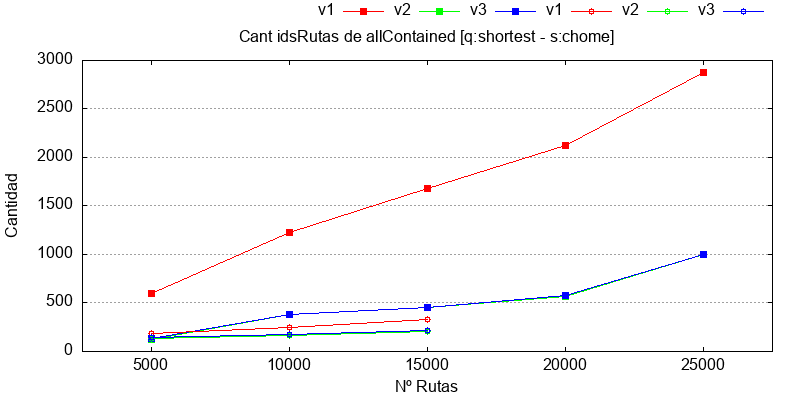 v1 v2 v3 v1 v2 v3
Cant idsRutas de allContained [q:shortest - s:chome]
3000
2500
2000
1500
1000
500
0
Cantidad
5000 10000 15000 20000 25000
Nº Rutas